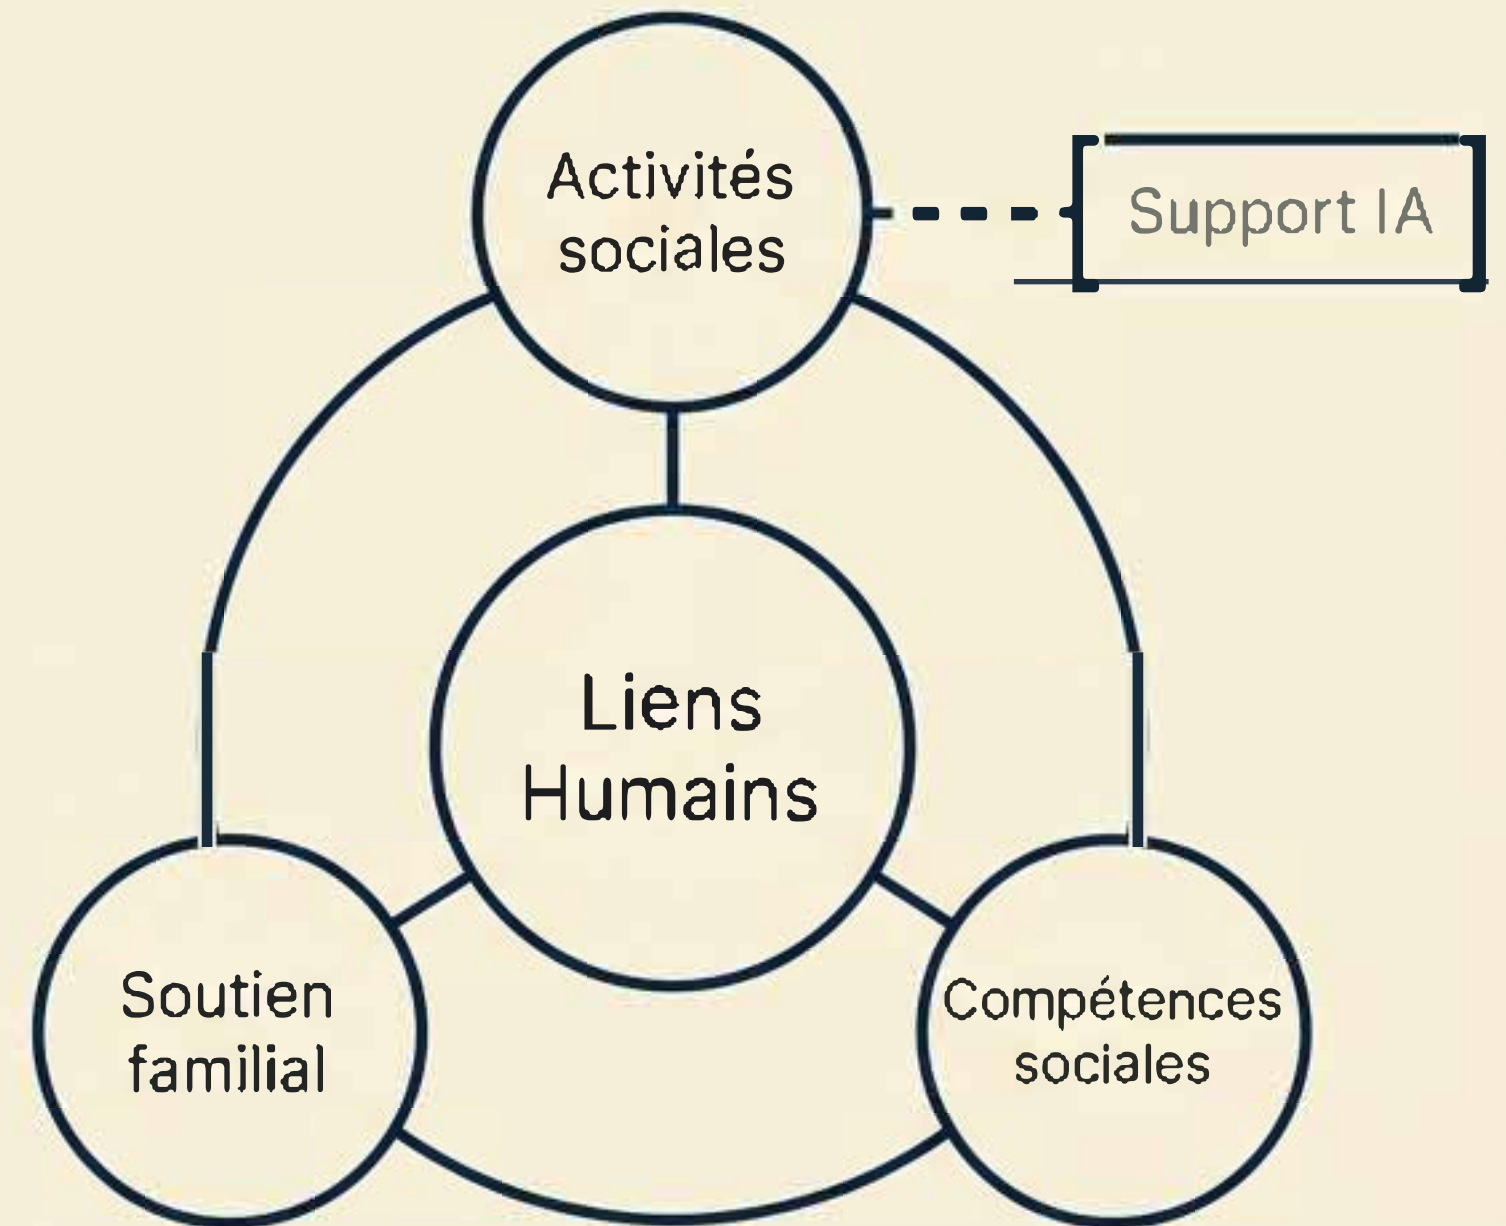 Activités
sociales
Support IA
Liens
Humains
Soutien
familial
Compétences
sociales